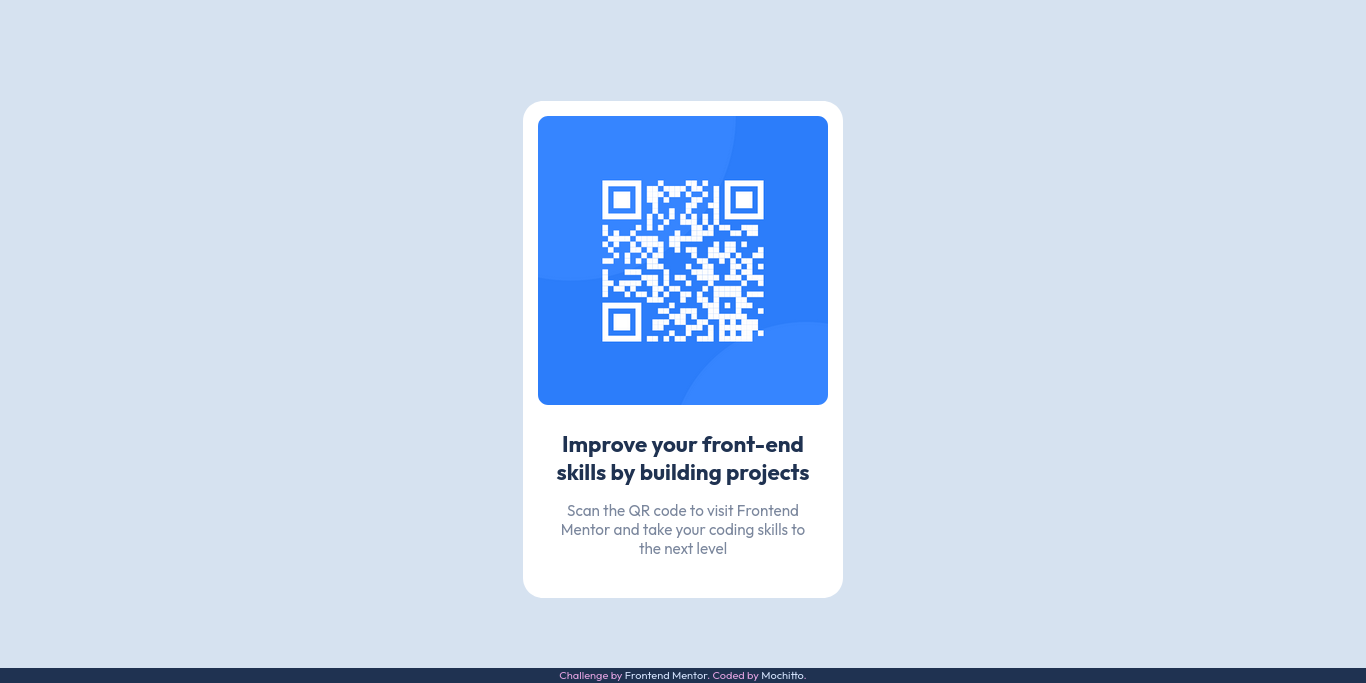 Improve your front-end
skills by building projects
Scan the QR code to visit Frontend
Mentor and take your coding skills to
the next level
Challenge by Frontend Mentor. Coded by Mochitto.